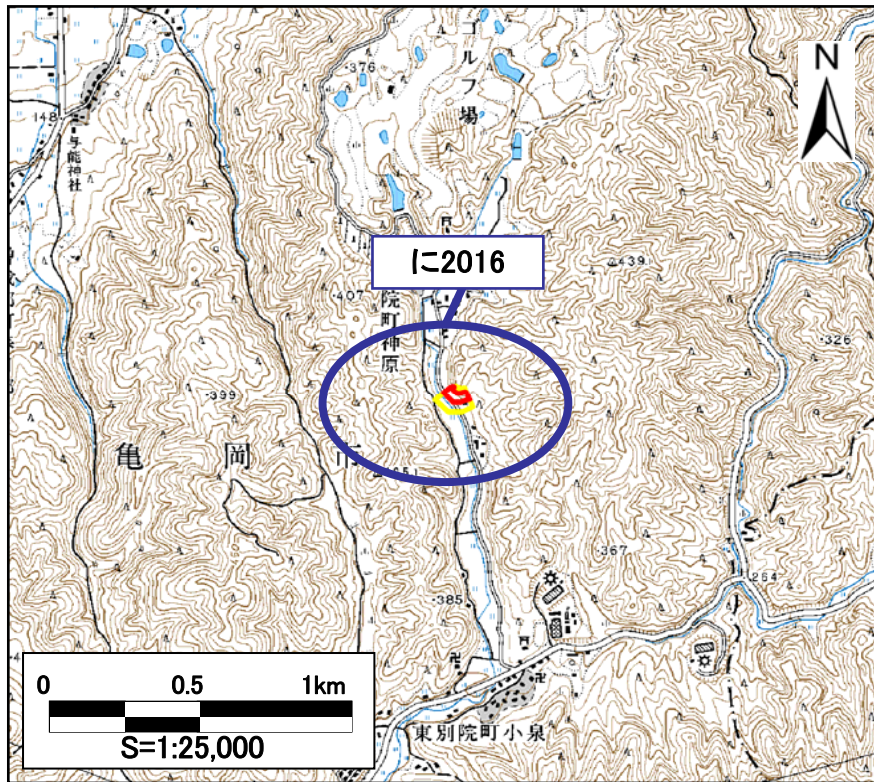 ゴルフ場
・376
N
148
与能神社
に2016
439
・407
院町神原
・326
・399
亀岡市
・367
264
・385
0 0.5 1km
S=1:25,000
東別院町小泉